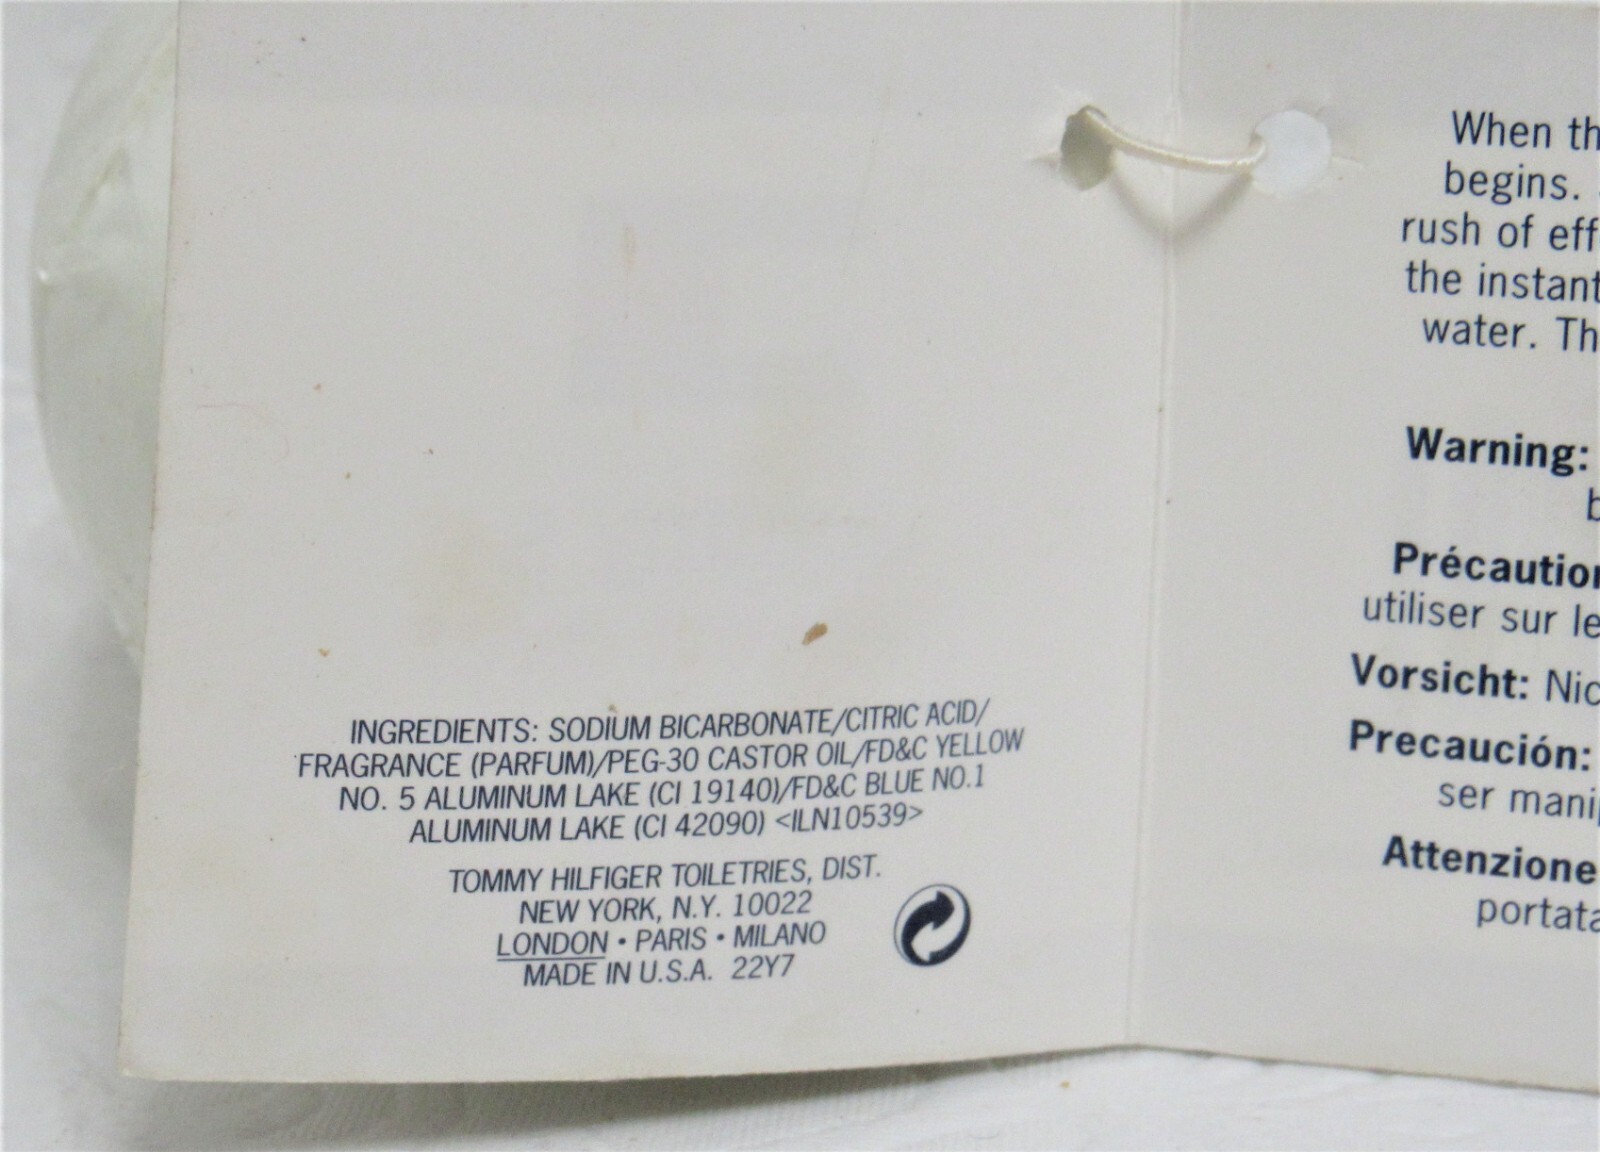 INGREDIENTS: SODIUM BICARBONATE/CITRIC ACID/
FRAGRANCE (PARFUM)/PEG-30 CASTOR OIL/FD&C YELLOW
NO. 5 ALUMINUM LAKE (CI 19140)/FD&C BLUE NO.1
ALUMINUM LAKE (CI 42090) <ILN10539>
TOMMY HILFIGER TOILETRIES, DIST.
NEW YORK, N.Y. 10022
LONDON • PARIS • MILANO
MADE IN U.S.A. 22Y7
When th
begins.
rush of eff
the instant
water. Th
Warning:
b
Précaution
utiliser sur le
Vorsicht: Nic
Precaución:
ser mani
Attenzione
portata